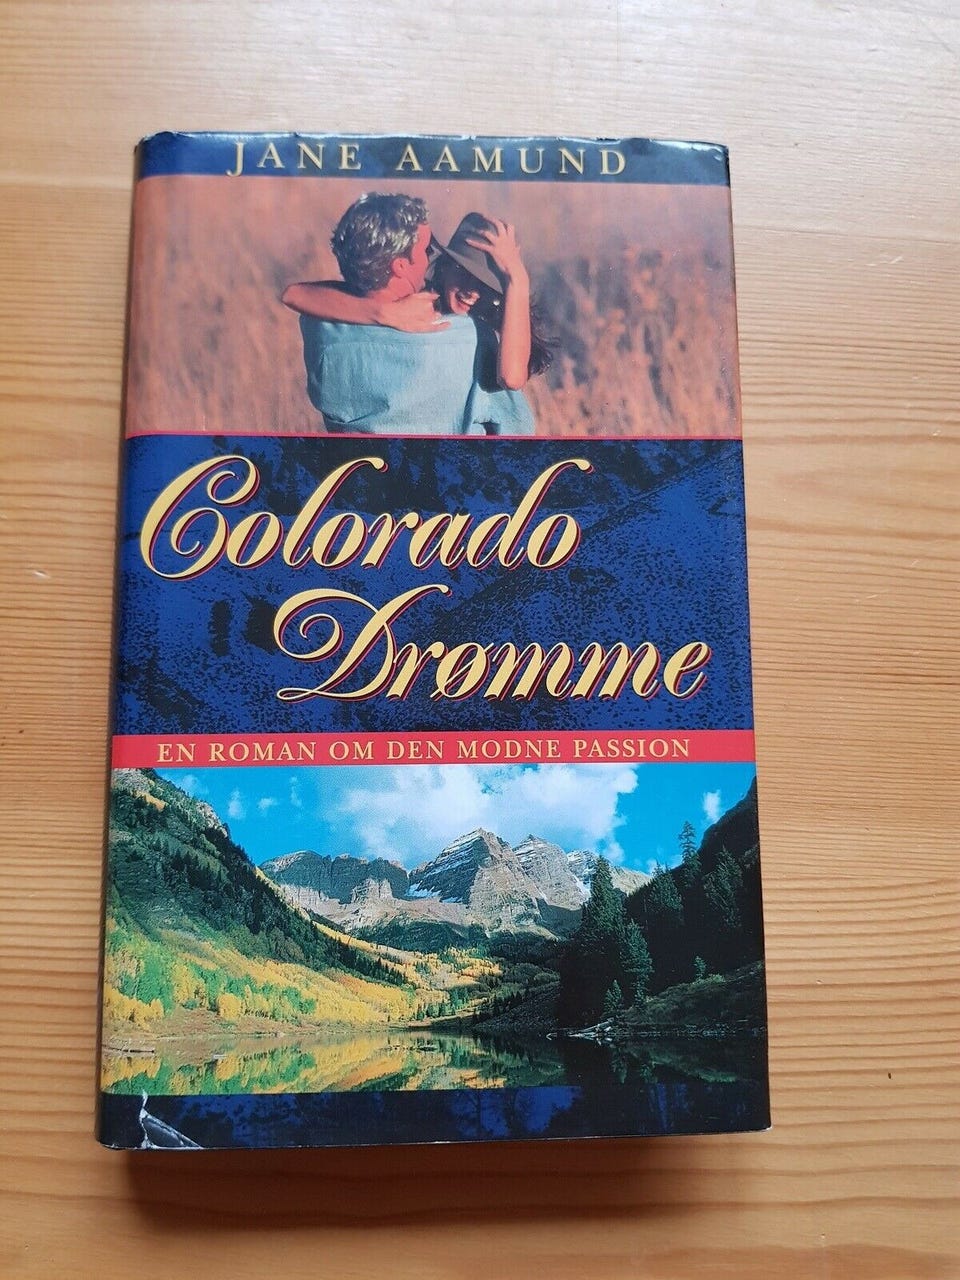 JANE AAMUND
Colorado
Drømme
EN ROMAN OM DEN MODNE PASSION